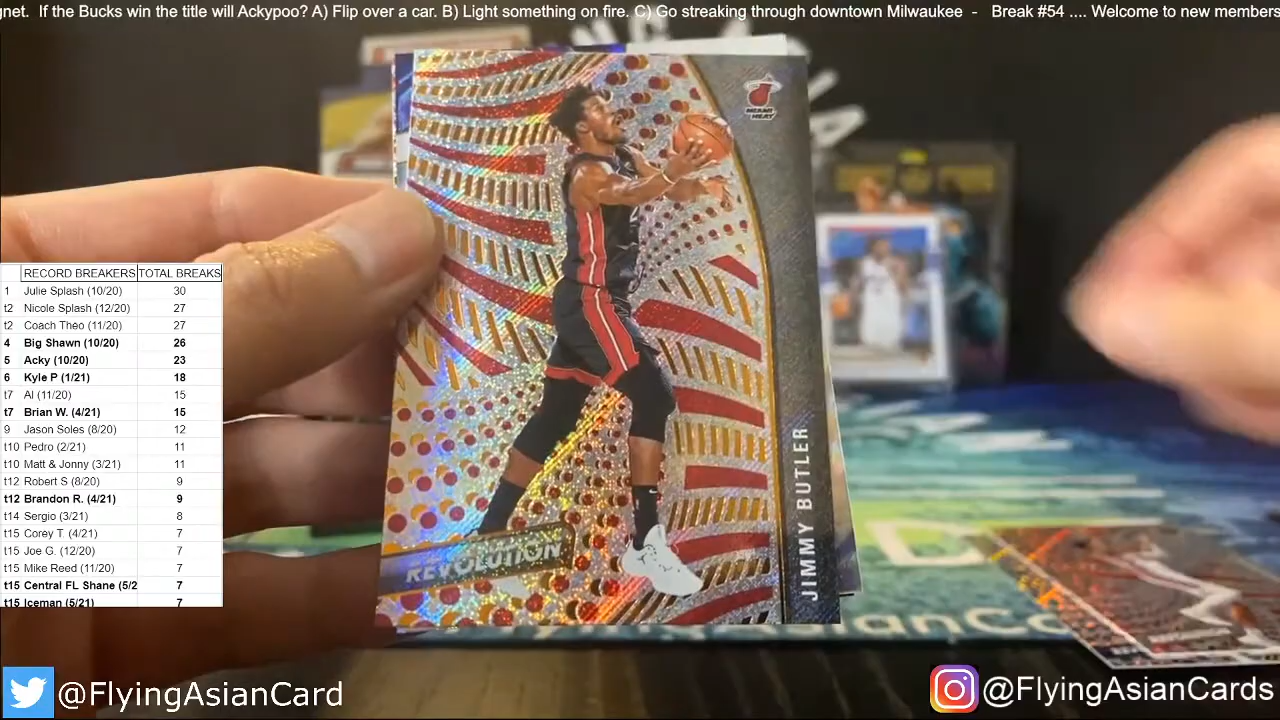 gnet. If the Bucks win the title will Ackypoo? A) Flip over a car. B) Light something on fire. C) Go streaking through downtown Milwaukee - Break #54 .... Welcome to new members
MIAMI
HEAT
RECORD BREAKERS TOTAL BREAKS
1 Julie Splash (10/20) 30
t2 Nicole Splash (12/20) 27
t2 Coach Theo (11/20) 27
4 Big Shawn (10/20) 26
5 Acky (10/20) 23
6 Kyle P (1/21) 18
t7 Al (11/20) 15
t7 Brian W. (4/21) 15
9 Jason Soles (8/20) 12
t10 Pedro (2/21) 11
t10 Matt & Jonny (3/21) 11
t12 Robert S (8/20) 9
t12 Brandon R. (4/21) 9
t14 Sergio (3/21) 8
t15 Corey T. (4/21) 7
t15 Joe G. (12/20) 7
t15 Mike Reed (11/20) 7
t15 Central FL Shane (5/2 7
t15 Iceman (5/21) 7
REVOLUTION
JIMMY BUTLER
FlyingAsianCa
@FlyingAsianCard
@FlyingAsianCards